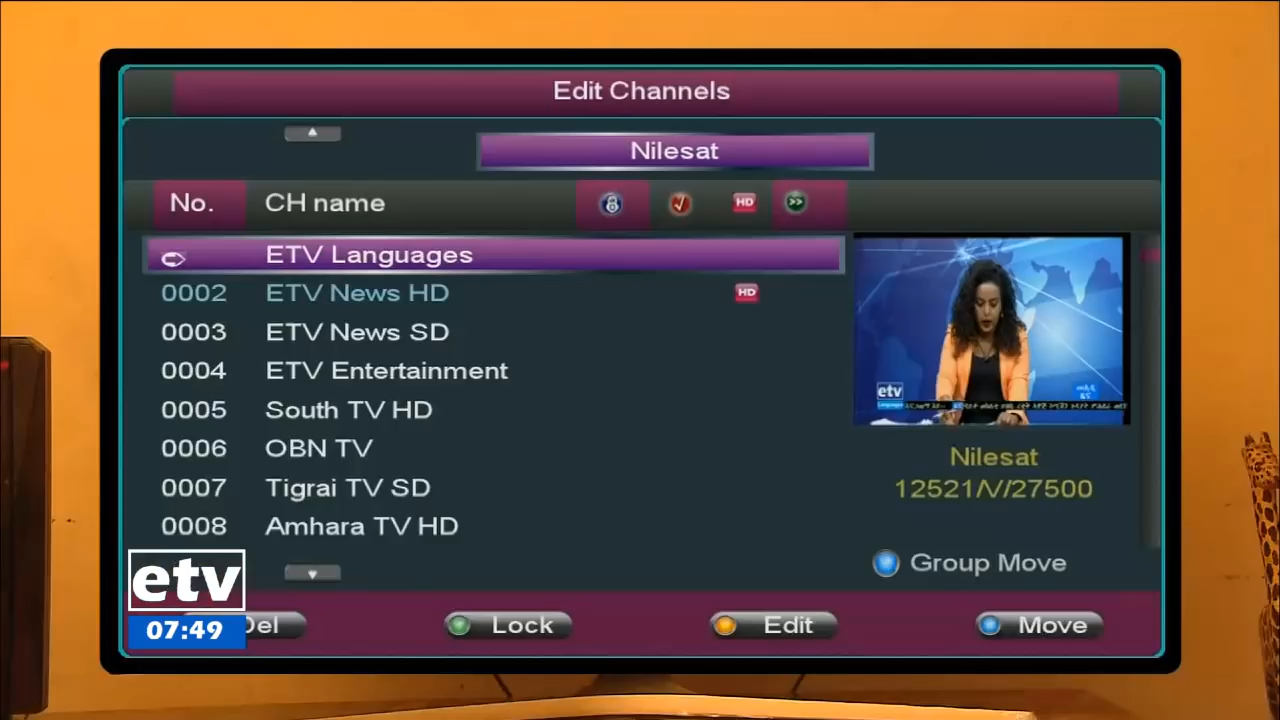 Edit Channels
Nilesat
No. CH name HD
ETV Languages
0002 ETV News HD HD
0003 ETV News SD
0004 ETV Entertainment
0005 South TV HD
0006 OBN TV
0007 Tigrai TV SD
0008 Amhara TV HD
etv
Languages
Nilesat
12521/V/27500
Group Move
etv
07:49
Del Lock Edit Move